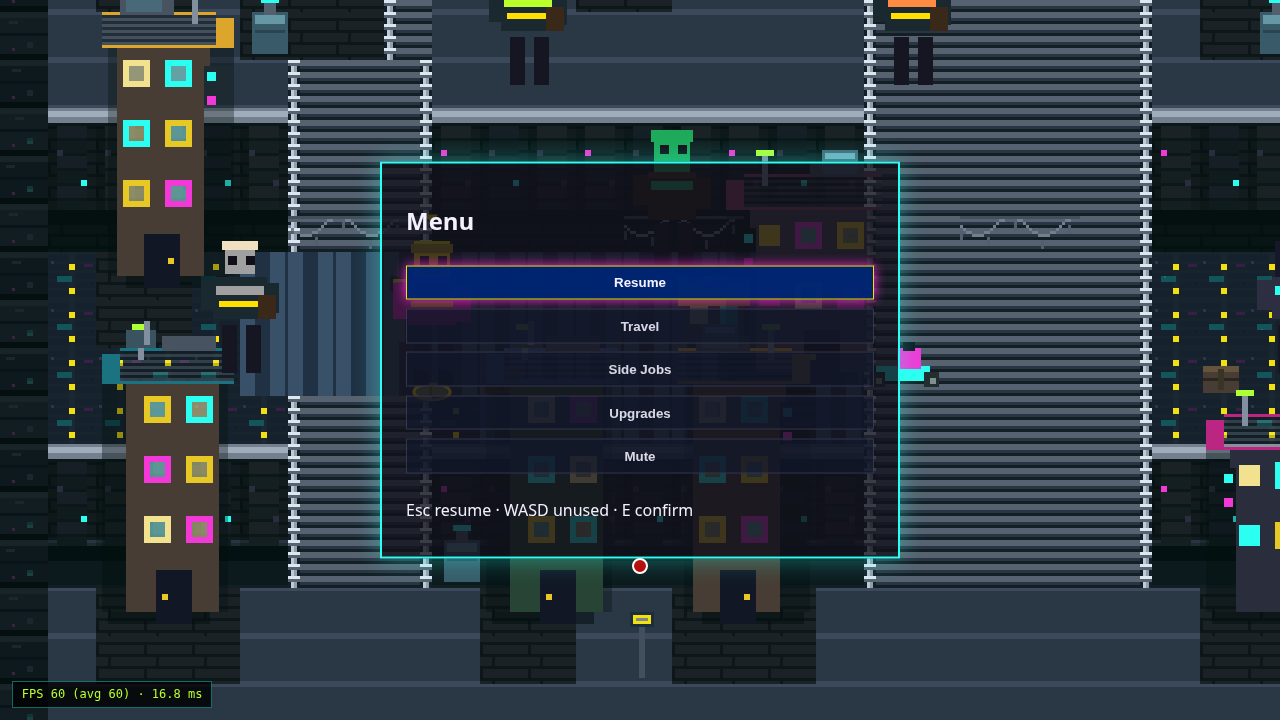 Menu
Resume
Travel
Side Jobs
Upgrades
Mute
Esc resume · WASD unused · E confirm
FPS 60 (avg 60) · 16.8 ms